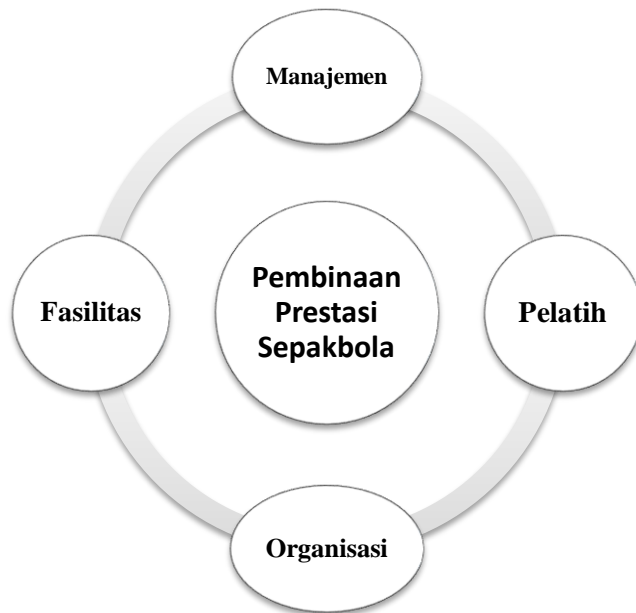 Manajemen
Fasilitas
Pembinaan
Prestasi
Sepakbola
Pelatih
Organisasi